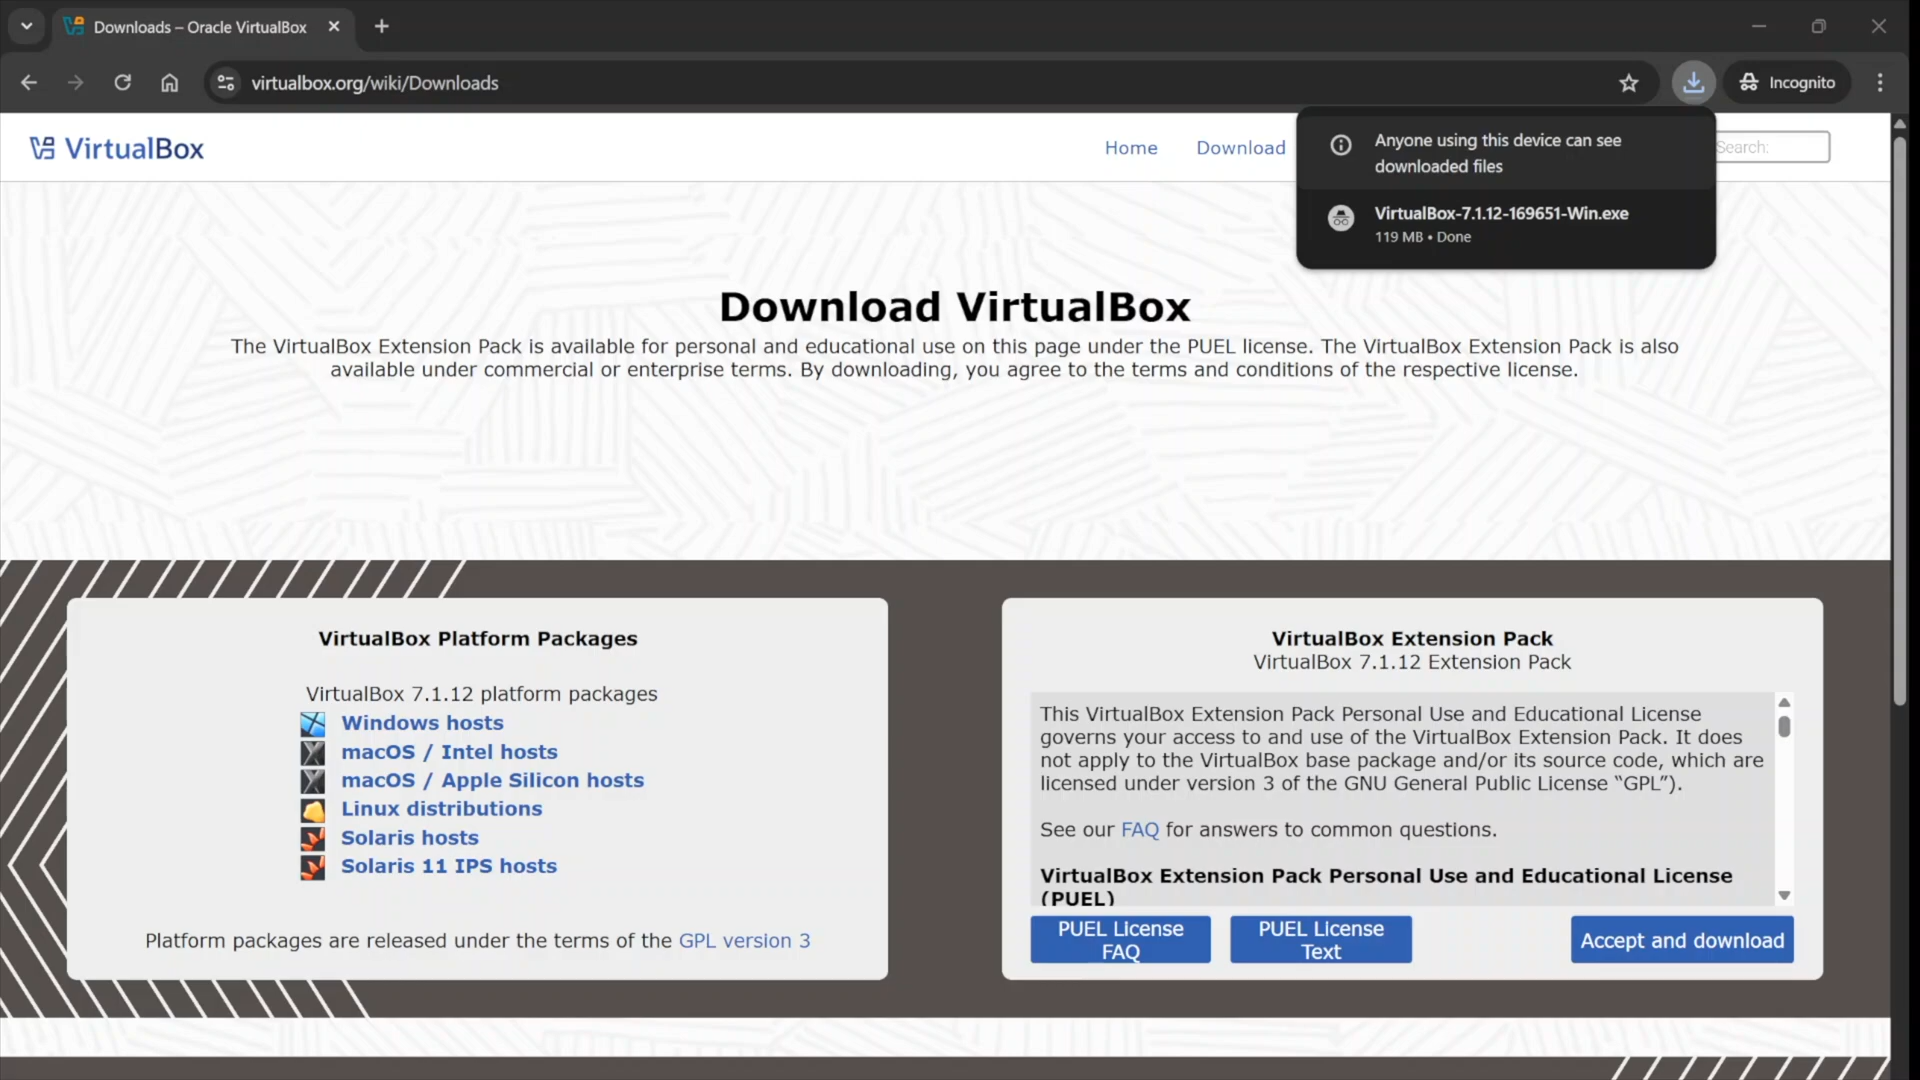 Downloads – Oracle VirtualBox
virtualbox.org/wiki/Downloads
Incognito
VirtualBox
Home
Download
Search:
Anyone using this device can see
downloaded files
VirtualBox-7.1.12-169651-Win.exe
119 MB • Done
Download VirtualBox
The VirtualBox Extension Pack is available for personal and educational use on this page under the PUEL license. The VirtualBox Extension Pack is also
available under commercial or enterprise terms. By downloading, you agree to the terms and conditions of the respective license.
VirtualBox Platform Packages
VirtualBox 7.1.12 platform packages
Windows hosts
macOS / Intel hosts
macOS / Apple Silicon hosts
Linux distributions
Solaris hosts
Solaris 11 IPS hosts
Platform packages are released under the terms of the GPL version 3
VirtualBox Extension Pack
VirtualBox 7.1.12 Extension Pack
This VirtualBox Extension Pack Personal Use and Educational License
governs your access to and use of the VirtualBox Extension Pack. It does
not apply to the VirtualBox base package and/or its source code, which are
licensed under version 3 of the GNU General Public License “GPL”).
See our FAQ for answers to common questions.
VirtualBox Extension Pack Personal Use and Educational License
(PUEL)
PUEL License
FAQ
PUEL License
Text
Accept and download